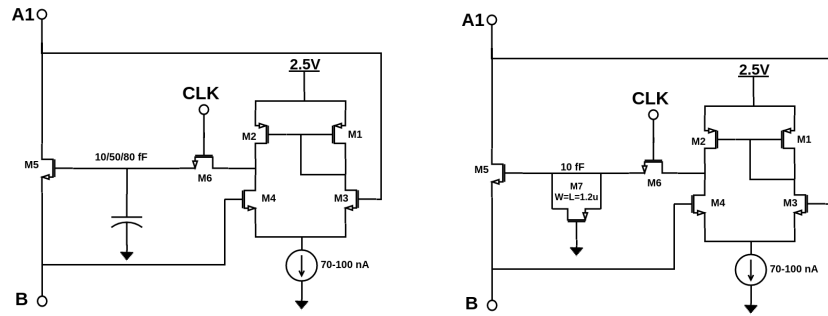 A1
2.5V
CLK
M2
M1
10/50/80 fF
M5
M6
M4
M3
70-100 nA
B
A1
2.5V
CLK
M2
M1
10 fF
M5
M7
W=L=1.2u
M6
M4
M3
70-100 nA
B